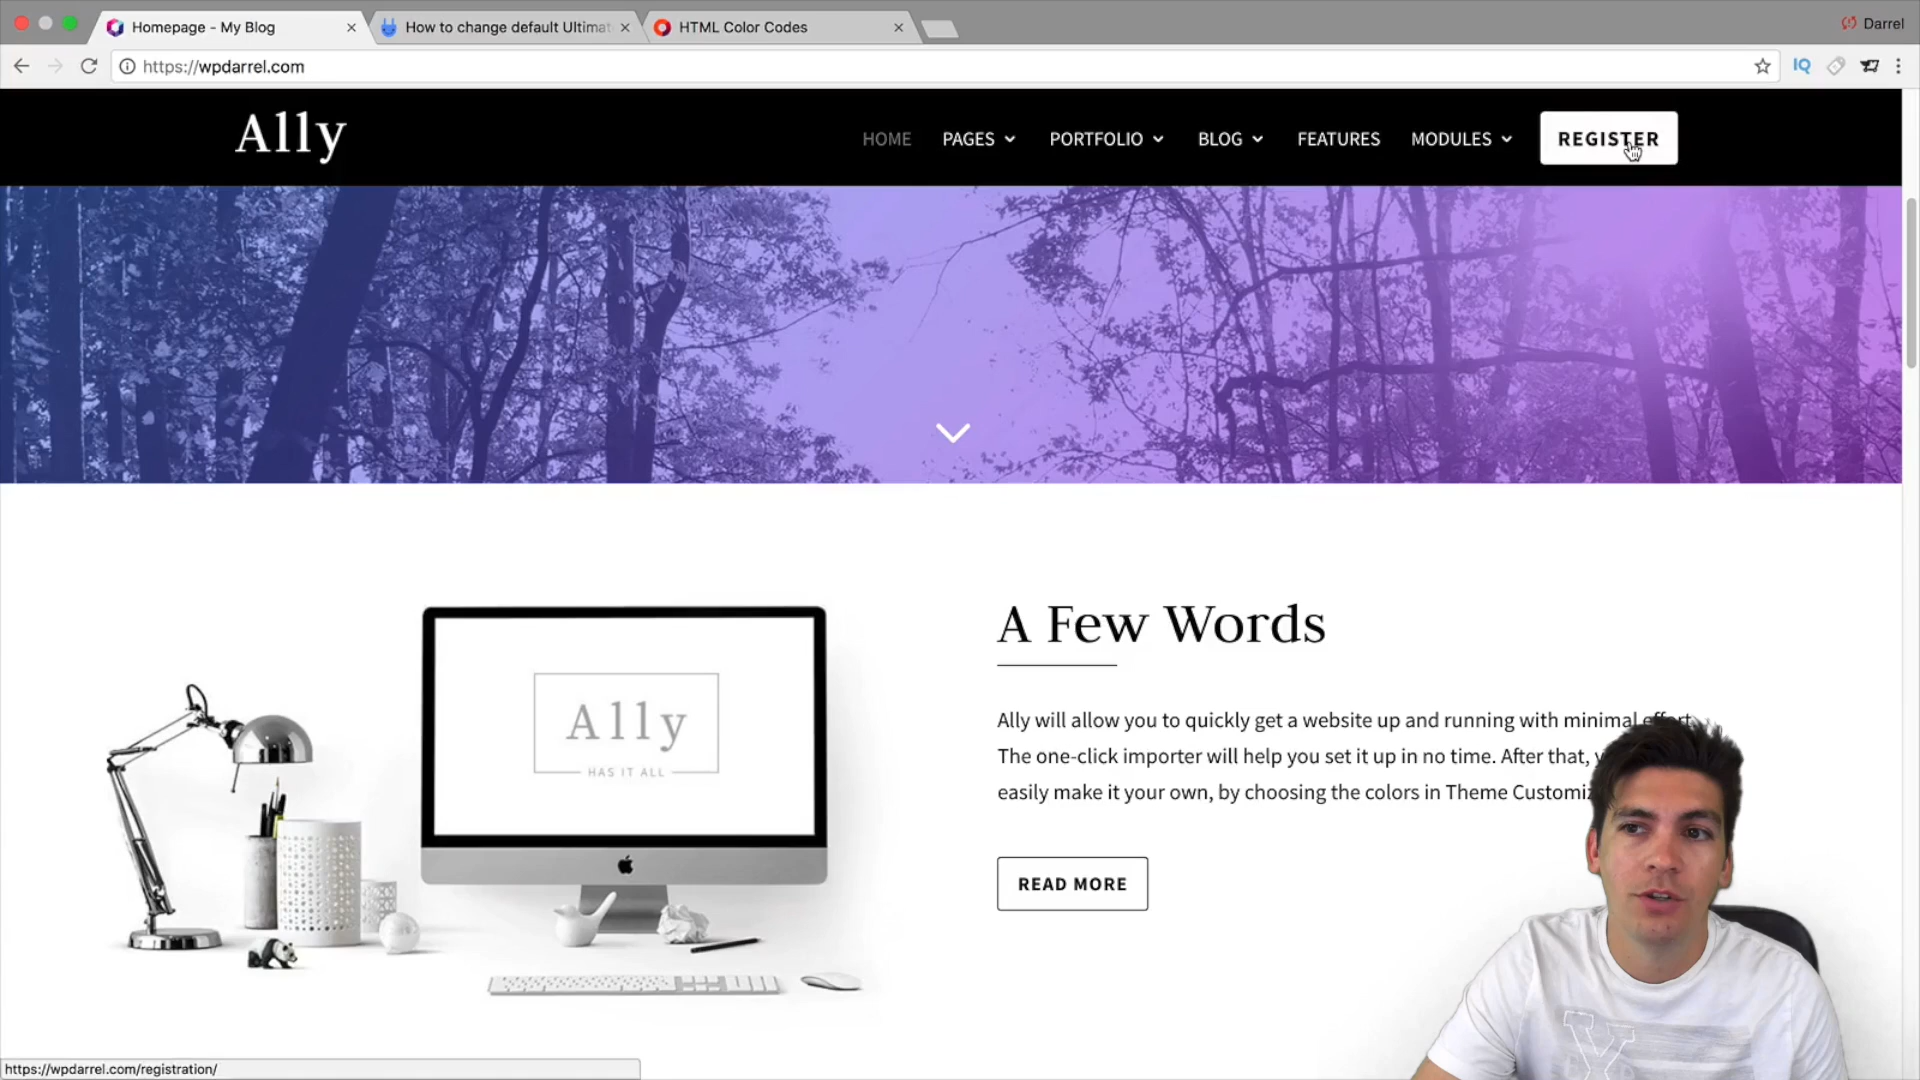 Homepage - My Blog
How to change default Ultimat
HTML Color Codes
Darrel
https://wpdarrel.com
IQ
Ally
HOME
PAGES
PORTFOLIO
BLOG
FEATURES
MODULES
REGISTER
Ally
HAS IT ALL
A Few Words
Ally will allow you to quickly get a website up and running with minimal effort.
The one-click importer will help you set it up in no time. After that, y
easily make it your own, by choosing the colors in Theme Customiz
READ MORE
https://wpdarrel.com/registration/